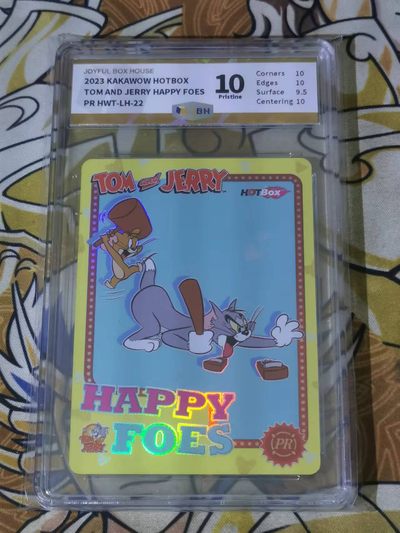 JOYFUL BOX HOUSE
2023 KAKAWOW HOTBOX
TOM AND JERRY HAPPY FOES
PR HWT-LH-22
10
Pristine
Corners 10
Edges 10
Surface 9.5
Centering 10
BH
TOM and JERRY
HOTBox
HAPPY
FOES
PR